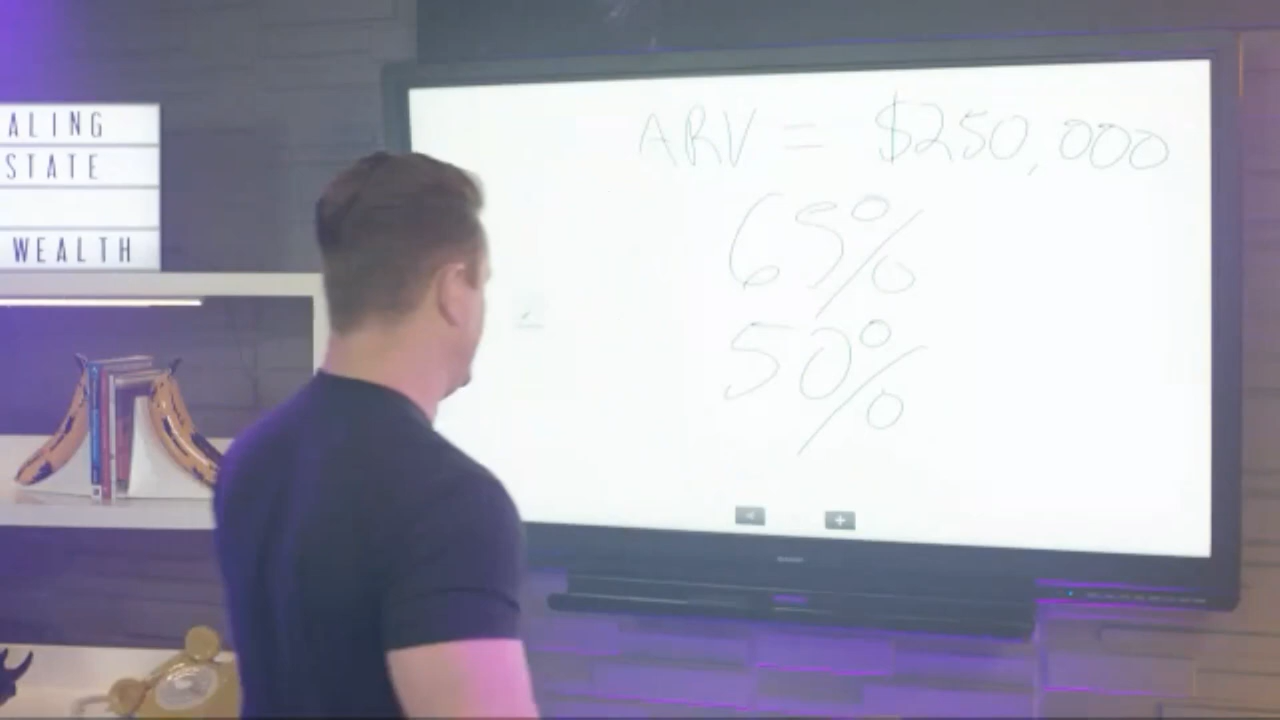 ALING
STATE
WEALTH
ARV = $250,000
65%
50%